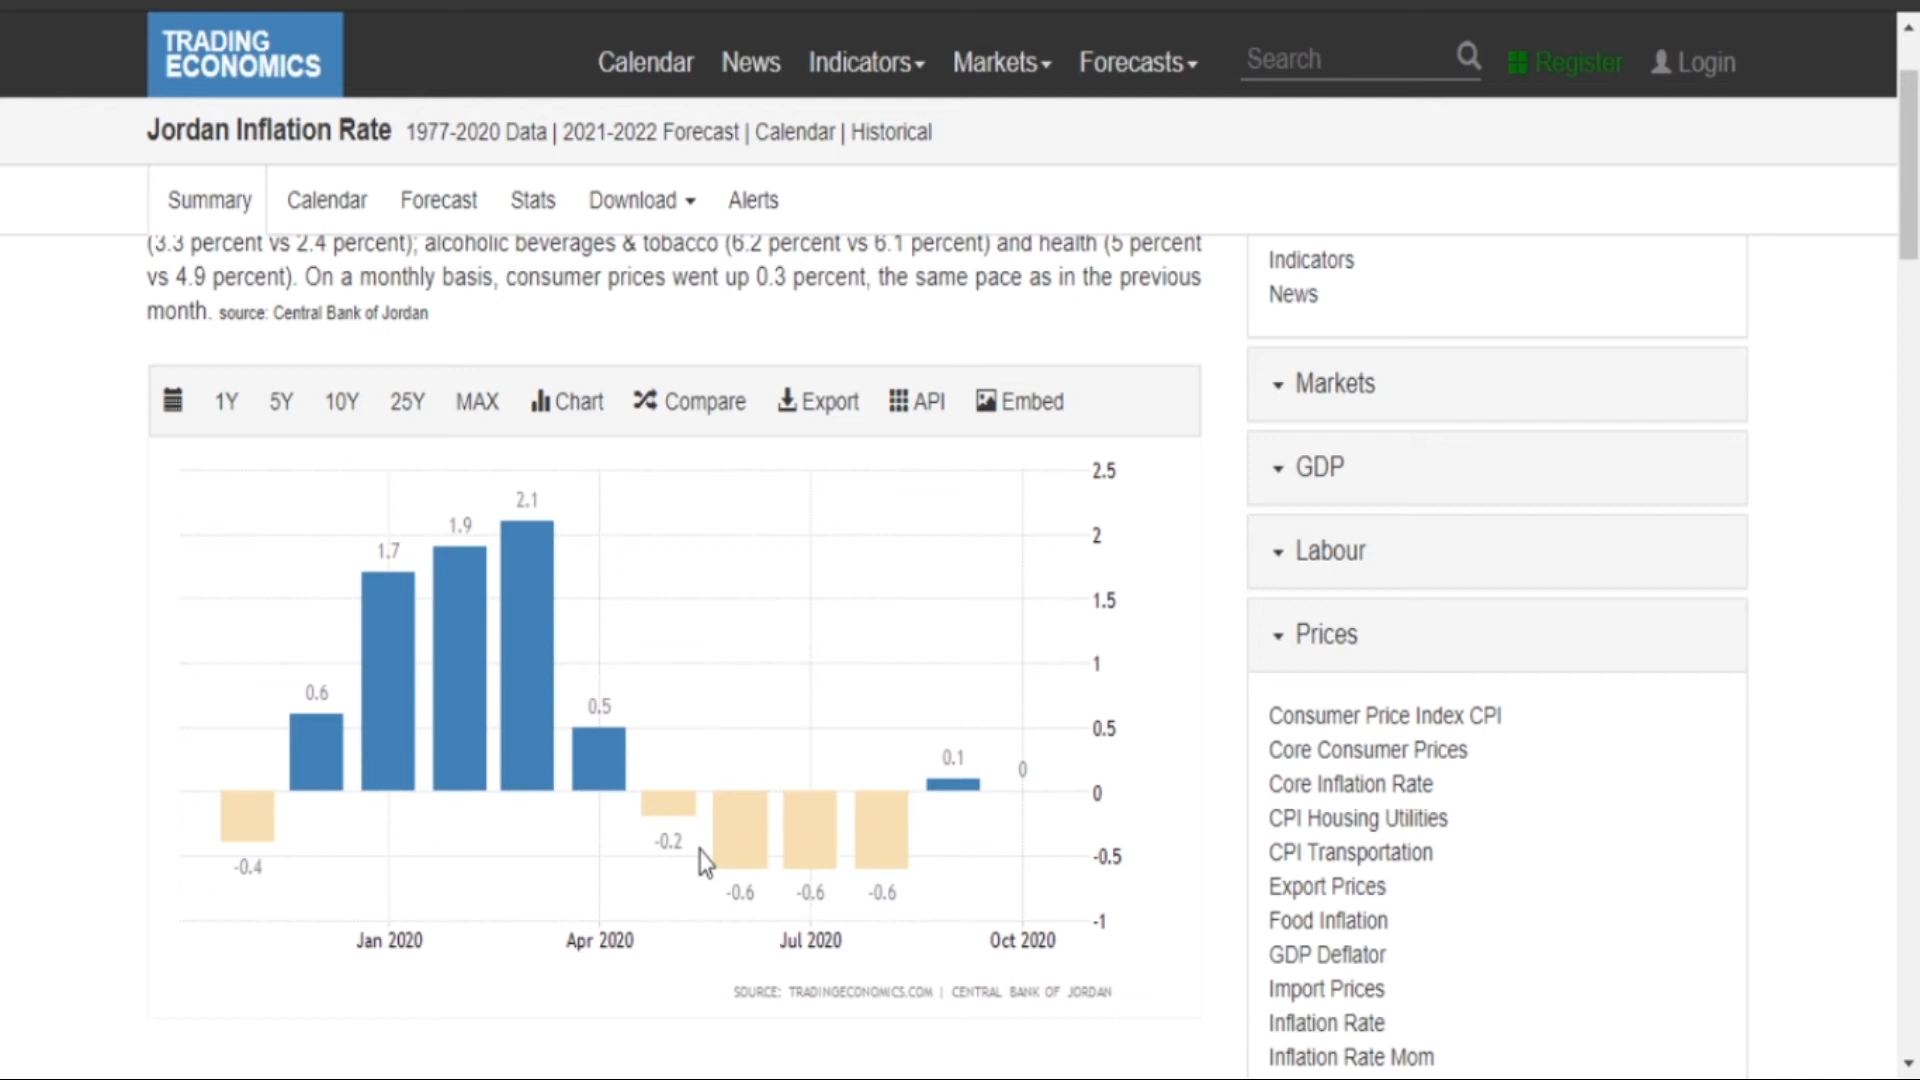 TRADING
ECONOMICS
Calendar News Indicators Markets Forecasts Search Register Login
Jordan Inflation Rate 1977-2020 Data | 2021-2022 Forecast | Calendar | Historical
Summary Calendar Forecast Stats Download Alerts
(3.3 percent vs 2.4 percent); alcoholic beverages & tobacco (6.2 percent vs 6.1 percent) and health (5 percent
vs 4.9 percent). On a monthly basis, consumer prices went up 0.3 percent, the same pace as in the previous
month. source: Central Bank of Jordan
1Y 5Y 10Y 25Y MAX Chart Compare Export API Embed
2.5
2
1.5
1
0.5
0
-0.5
-1
-0.4
0.6
1.7
1.9
2.1
0.5
-0.2
-0.6
-0.6
-0.6
0.1
0
Jan 2020 Apr 2020 Jul 2020 Oct 2020
SOURCE: TRADINGECONOMICS.COM | CENTRAL BANK OF JORDAN
Indicators
News
Markets
GDP
Labour
Prices
Consumer Price Index CPI
Core Consumer Prices
Core Inflation Rate
CPI Housing Utilities
CPI Transportation
Export Prices
Food Inflation
GDP Deflator
Import Prices
Inflation Rate
Inflation Rate Mom